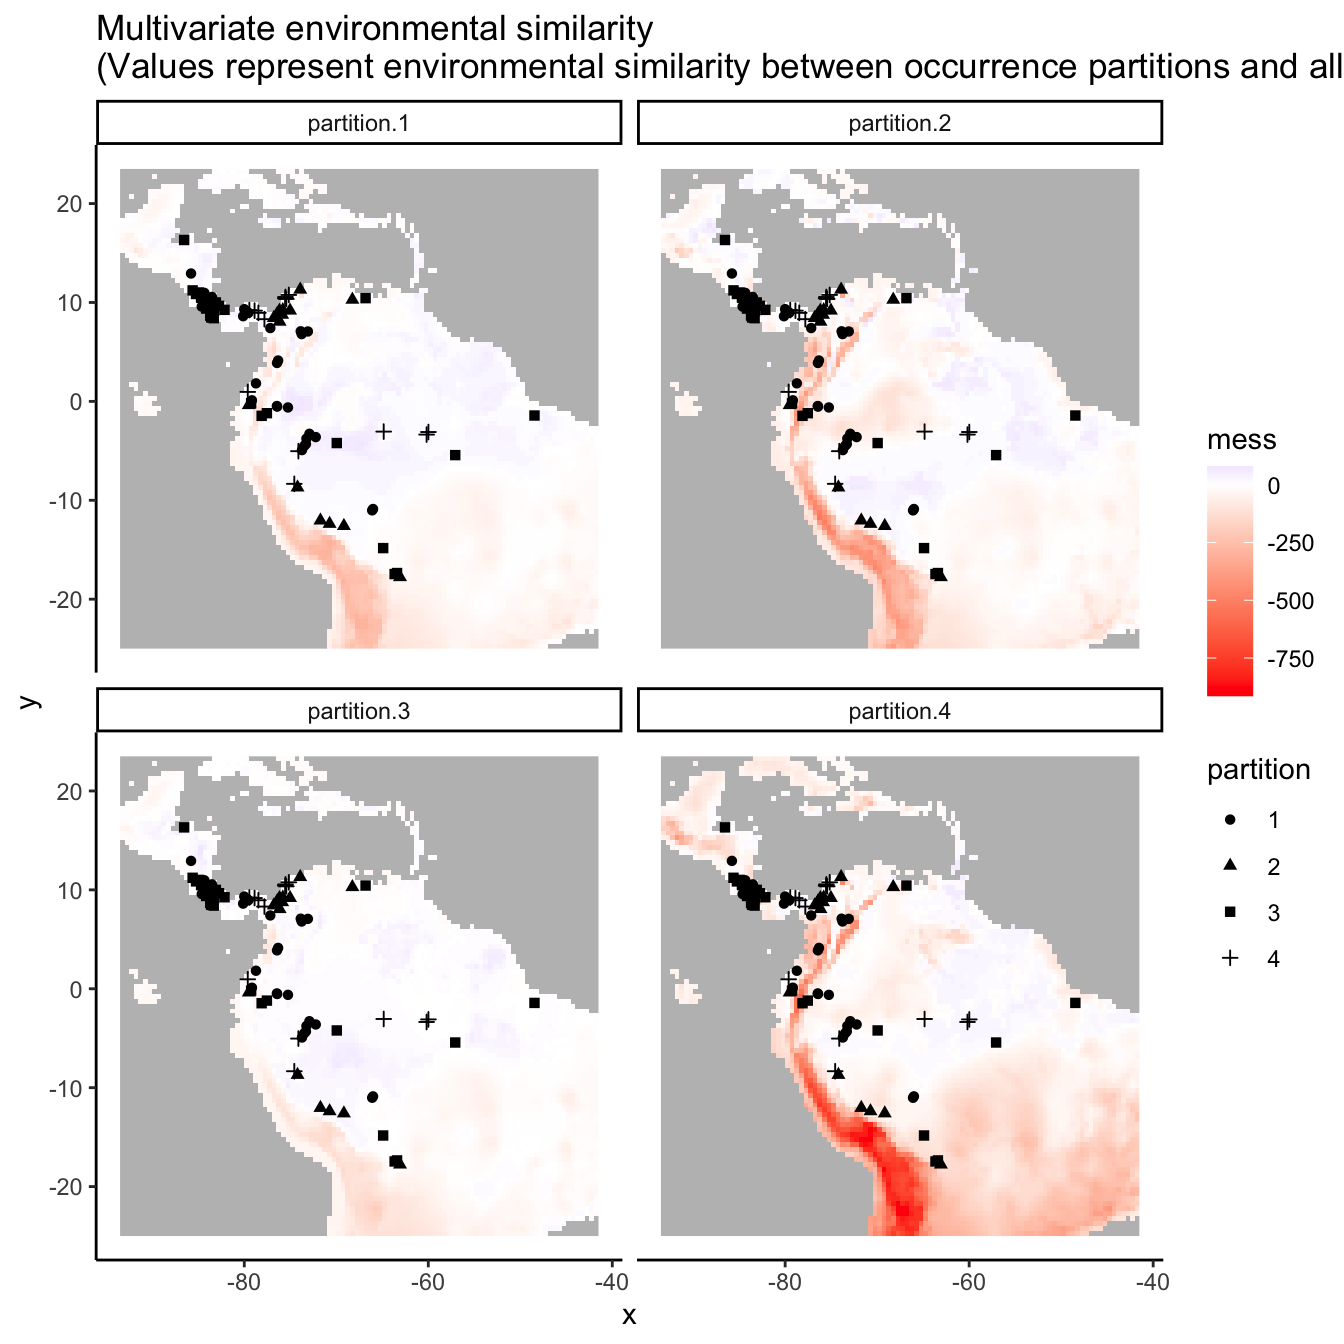 Multivariate environmental similarity
(Values represent environmental similarity between occurrence partitions and all
partition.1
partition.2
20
10
0
-10
-20
partition.3
partition.4
20
10
0
-10
-20
-80
-60
-40
-80
-60
-40
x
y
mess
0
-250
-500
-750
partition
1
2
3
4